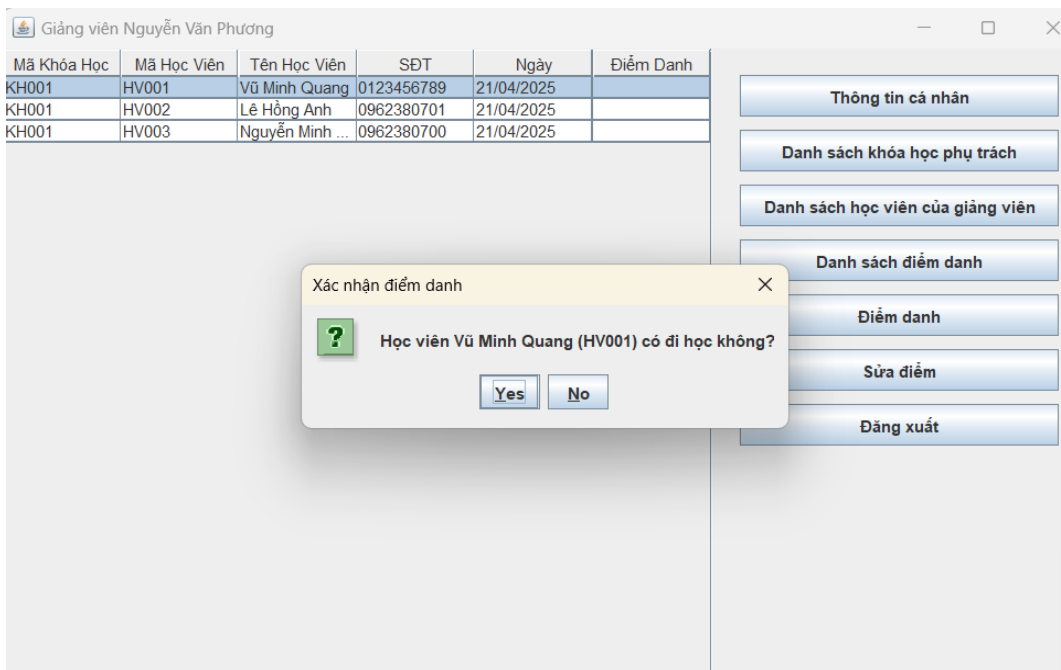 Giảng viên Nguyễn Văn Phương
Mã Khóa Học Mã Học Viên Tên Học Viên SĐT Ngày Điểm Danh
KH001 HV001 Vũ Minh Quang 0123456789 21/04/2025
KH001 HV002 Lê Hồng Anh 0962380701 21/04/2025
KH001 HV003 Nguyễn Minh ... 0962380700 21/04/2025
Thông tin cá nhân
Danh sách khóa học phụ trách
Danh sách học viên của giảng viên
Danh sách điểm danh
Điểm danh
Sửa điểm
Đăng xuất
Xác nhận điểm danh
Học viên Vũ Minh Quang (HV001) có đi học không?
Yes No